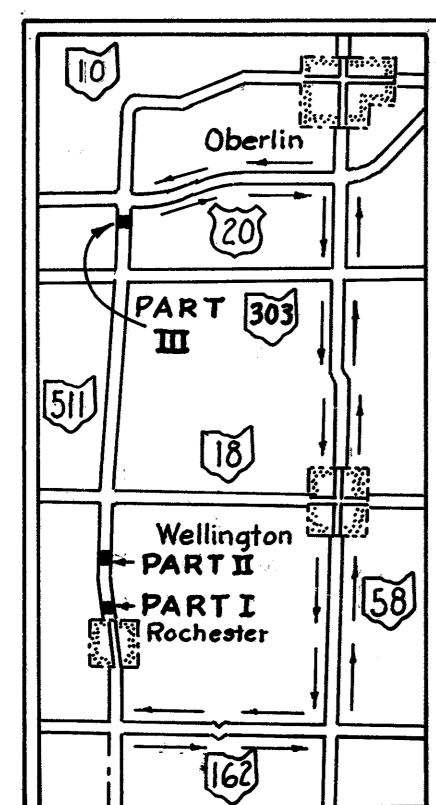 10
Oberlin
20
PART
III
303
511
18
Wellington
PART II
PART I
Rochester
58
162